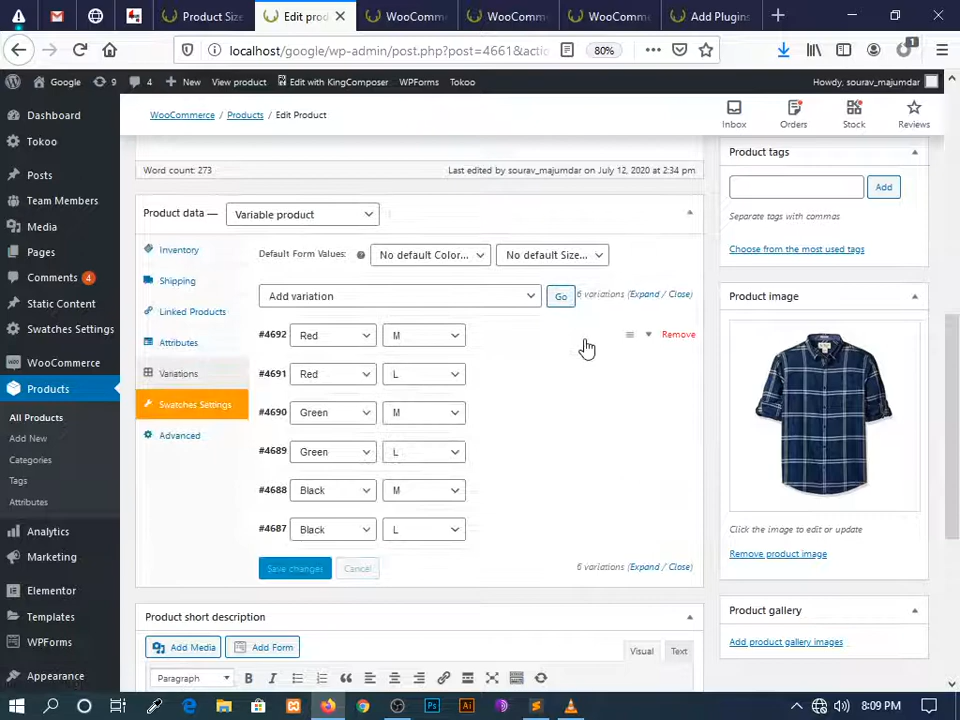 Product Size
Edit prod
WooComm
WooComm
WooComm
Add Plugins
localhost/google/wp-admin/post.php?post=4661&actio
80%
Google
9
4
New
View product
Edit with KingComposer
WPForms
Tokoo
Howdy, sourav_majumdar
Dashboard
Tokoo
Posts
Team Members
Media
Pages
Comments 4
Static Content
Swatches Settings
WooCommerce
Products
All Products
Add New
Categories
Tags
Attributes
Analytics
Marketing
Elementor
Templates
WPForms
Appearance
WooCommerce / Products / Edit Product
Inbox
Orders
Stock
Reviews
Word count: 273
Last edited by sourav_majumdar on July 12, 2020 at 2:34 pm
Product data — Variable product
Inventory
Shipping
Linked Products
Attributes
Variations
Swatches Settings
Advanced
Default Form Values: No default Color... No default Size...
Add variation Go 6 variations (Expand / Close)
#4692 Red M Remove
#4691 Red L
#4690 Green M
#4689 Green L
#4688 Black M
#4687 Black L
Save changes Cancel 6 variations (Expand / Close)
Product short description
Add Media Add Form Visual Text
Paragraph
Product tags
Add
Separate tags with commas
Choose from the most used tags
Product image
Click the image to edit or update
Remove product image
Product gallery
Add product gallery images
8:09 PM